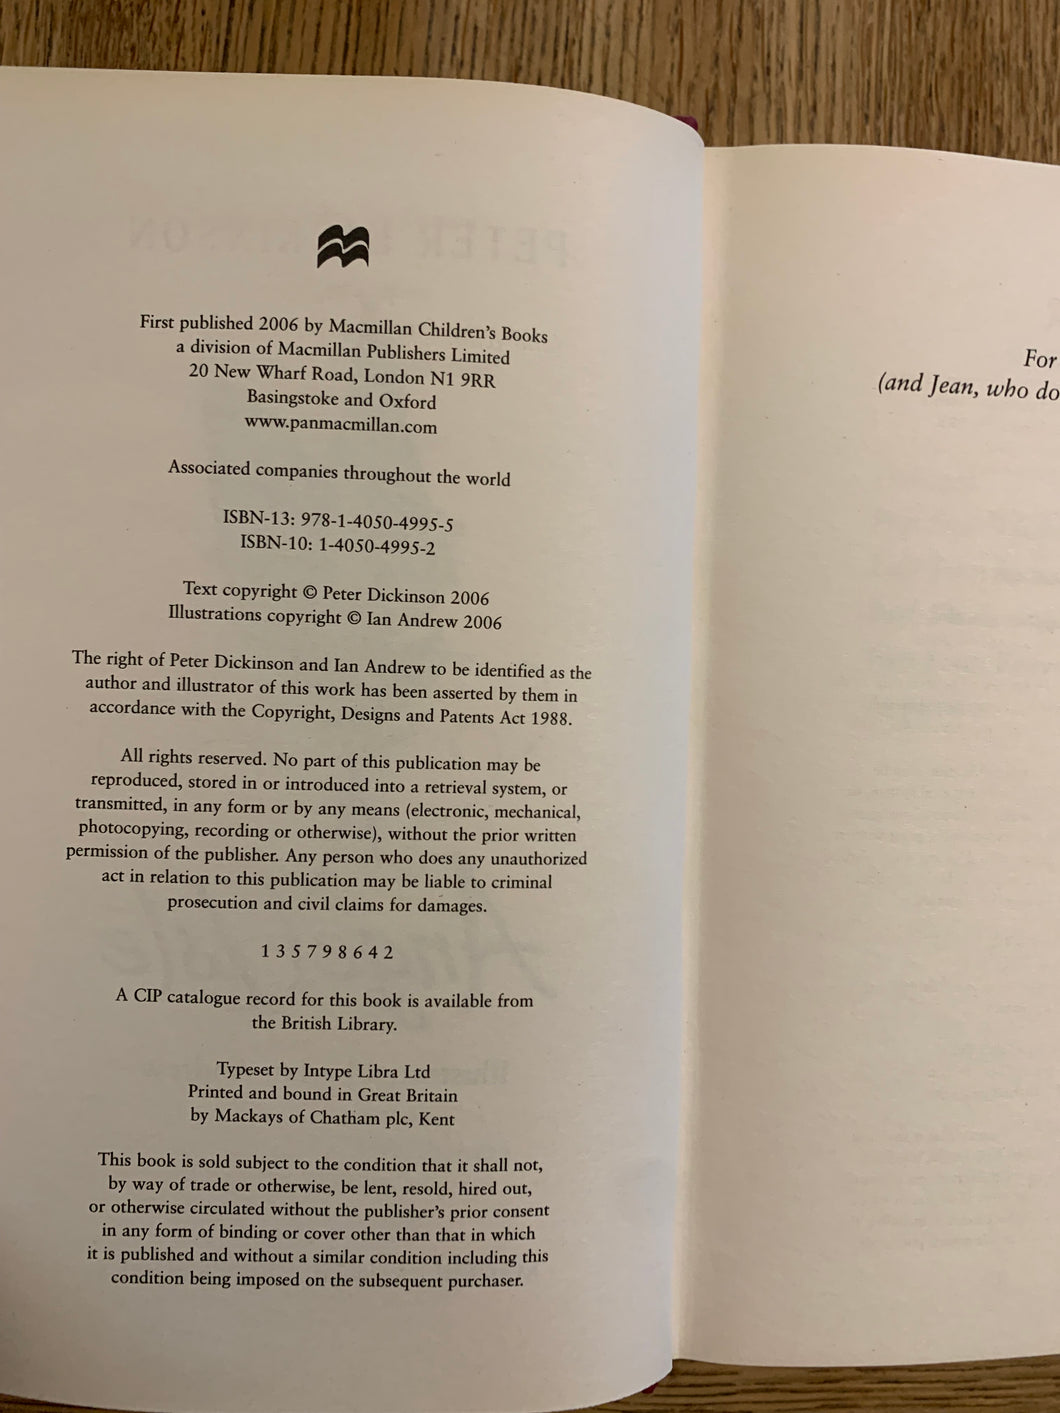 First published 2006 by Macmillan Children's Books
a division of Macmillan Publishers Limited
20 New Wharf Road, London N1 9RR
Basingstoke and Oxford
www.panmacmillan.com
Associated companies throughout the world
ISBN-13: 978-1-4050-4995-5
ISBN-10: 1-4050-4995-2
Text copyright © Peter Dickinson 2006
Illustrations copyright © Ian Andrew 2006
The right of Peter Dickinson and Ian Andrew to be identified as the
author and illustrator of this work has been asserted by them in
accordance with the Copyright, Designs and Patents Act 1988.
All rights reserved. No part of this publication may be
reproduced, stored in or introduced into a retrieval system, or
transmitted, in any form or by any means (electronic, mechanical,
photocopying, recording or otherwise), without the prior written
permission of the publisher. Any person who does any unauthorized
act in relation to this publication may be liable to criminal
prosecution and civil claims for damages.
1 3 5 7 9 8 6 4 2
A CIP catalogue record for this book is available from
the British Library.
Typeset by Intype Libra Ltd
Printed and bound in Great Britain
by Mackays of Chatham plc, Kent
This book is sold subject to the condition that it shall not,
by way of trade or otherwise, be lent, resold, hired out,
or otherwise circulated without the publisher's prior consent
in any form of binding or cover other than that in which
it is published and without a similar condition including this
condition being imposed on the subsequent purchaser.
For
(and Jean, who do